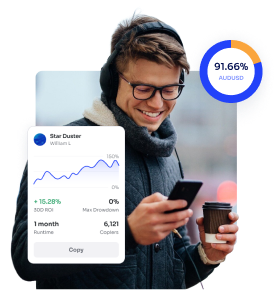 91.66%
AUDUSD
Star Duster
William L
150%
0%
+ 15.28%
0%
30D ROI
Max Drawdown
1 month
6,121
Runtime
Copiers
Copy